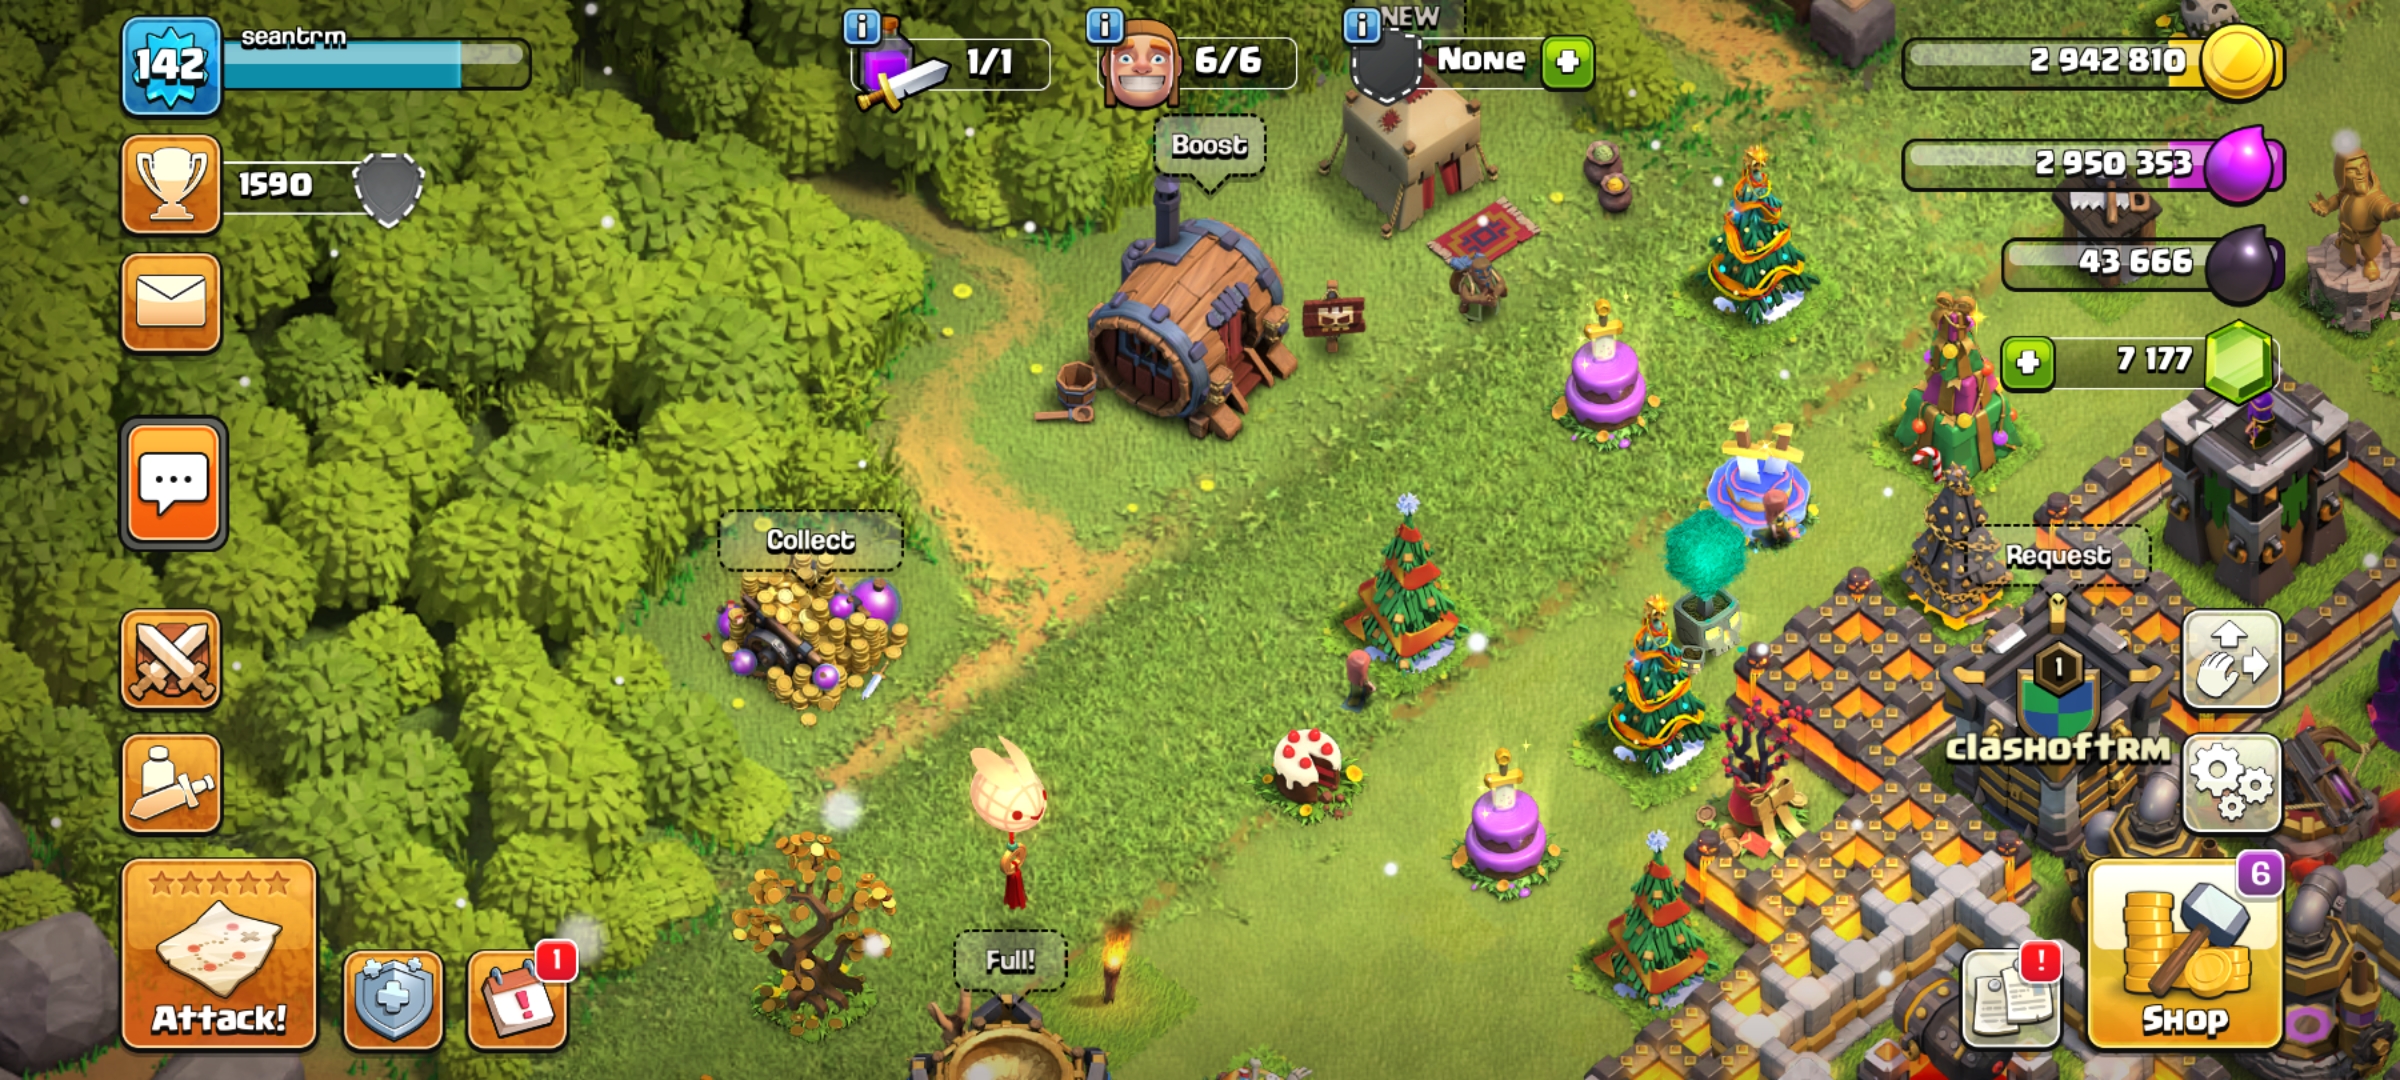 142
seantrm
1/1
6/6
NEW
None
2 942 810
1590
Boost
2 950 353
43 666
7 177
Collect
Request
1
clashoftRM
Full!
6
1
!
Attack!
Shop